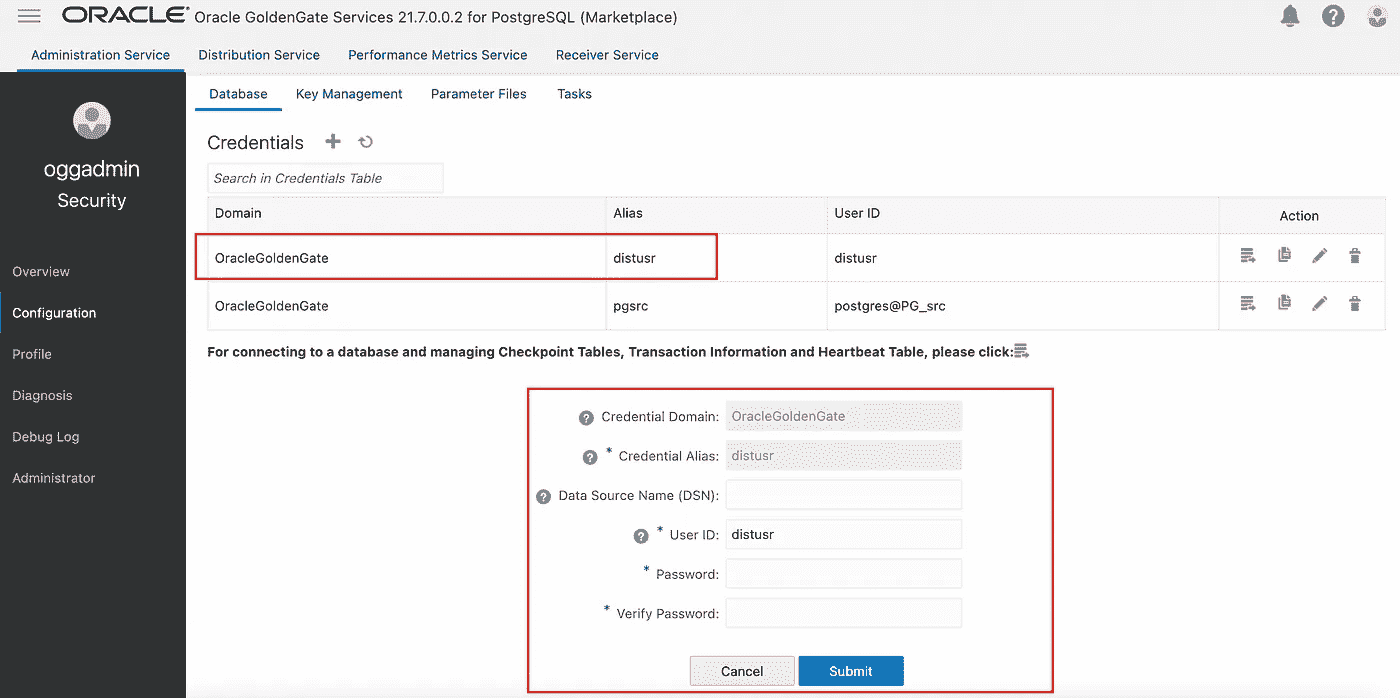 ORACLE® Oracle GoldenGate Services 21.7.0.0.2 for PostgreSQL (Marketplace)
Administration Service Distribution Service Performance Metrics Service Receiver Service
Database Key Management Parameter Files Tasks
oggadmin
Security
Overview
Configuration
Profile
Diagnosis
Debug Log
Administrator
Credentials
Search in Credentials Table
Domain Alias User ID Action
OracleGoldenGate distusr distusr
OracleGoldenGate pgsrc postgres@PG_src
For connecting to a database and managing Checkpoint Tables, Transaction Information and Heartbeat Table, please click:
? Credential Domain: OracleGoldenGate
? * Credential Alias: distusr
? Data Source Name (DSN):
? * User ID: distusr
* Password:
* Verify Password:
Cancel Submit